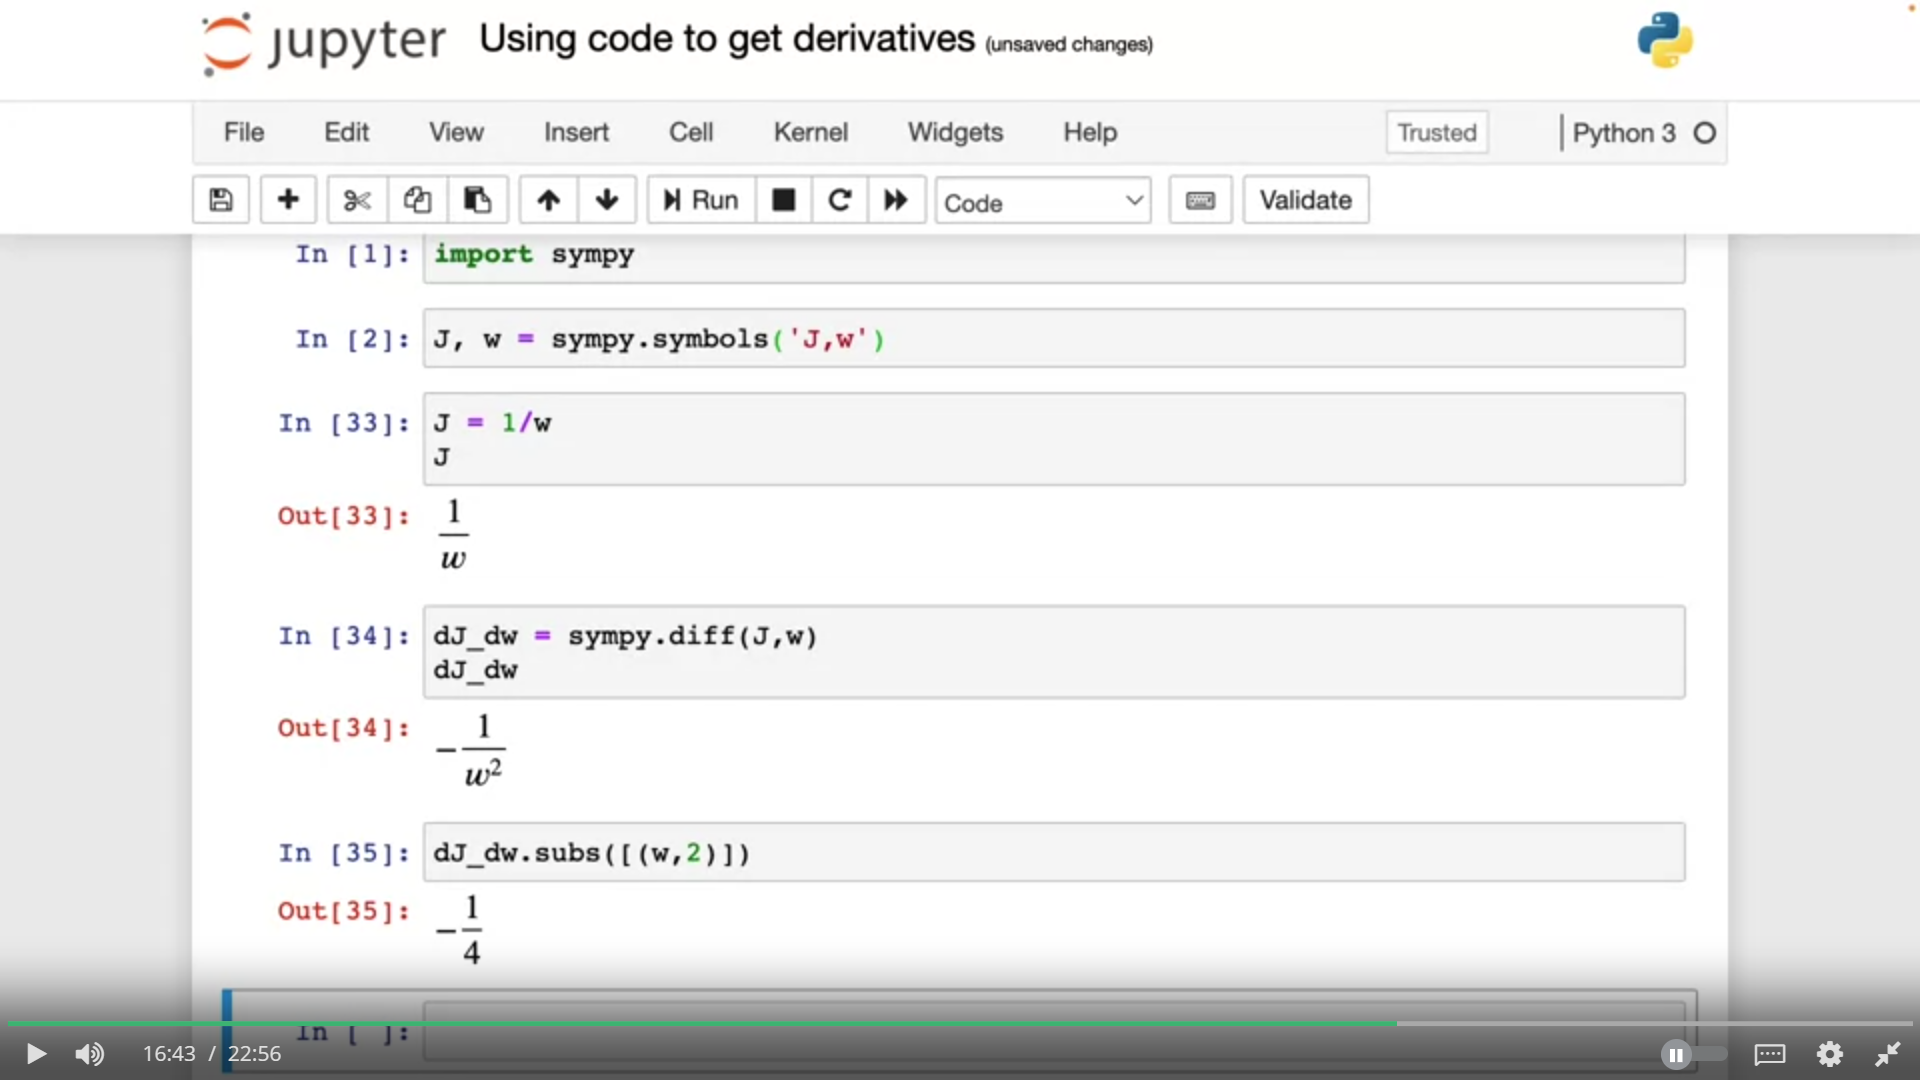 jupyter Using code to get derivatives (unsaved changes)
File Edit View Insert Cell Kernel Widgets Help Trusted Python 3
Run Code Validate
In [1]: import sympy
In [2]: J, w = sympy.symbols('J,w')
In [33]: J = 1/w
J
Out[33]: 1
w
In [34]: dJ_dw = sympy.diff(J,w)
dJ_dw
Out[34]: − 1
w²
In [35]: dJ_dw.subs([(w,2)])
Out[35]: − 1
4
In [ ]:
16:43 / 22:56